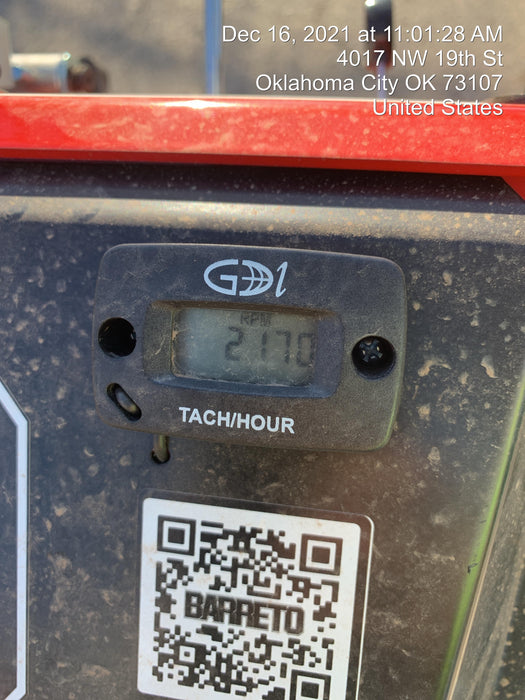 Dec 16, 2021 at 11:01:28 AM
4017 NW 19th St
Oklahoma City OK 73107
United States
GDI
RPM
2170
TACH/HOUR
BARRETO